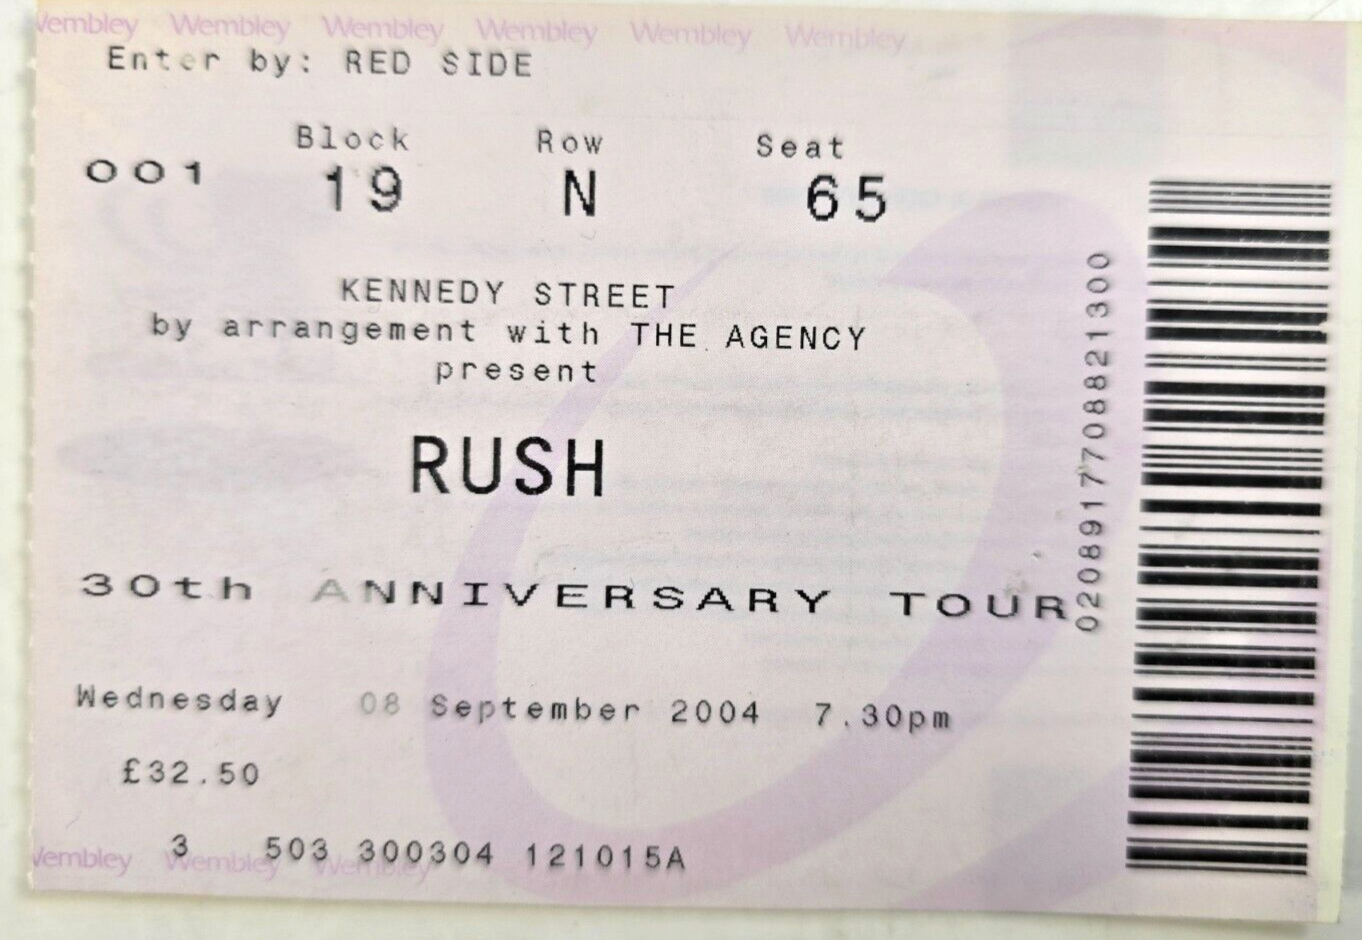 Wembley Wembley Wembley Wembley Wembley Wembley
Enter by: RED SIDE
Block Row Seat
001 19 N 65
KENNEDY STREET
by arrangement with THE AGENCY
present
RUSH
30th ANNIVERSARY TOUR
Wednesday 08 September 2004 7.30pm
£32.50
3 503 300304 121015A
Wembley Wembley Wembley
0208917708821300